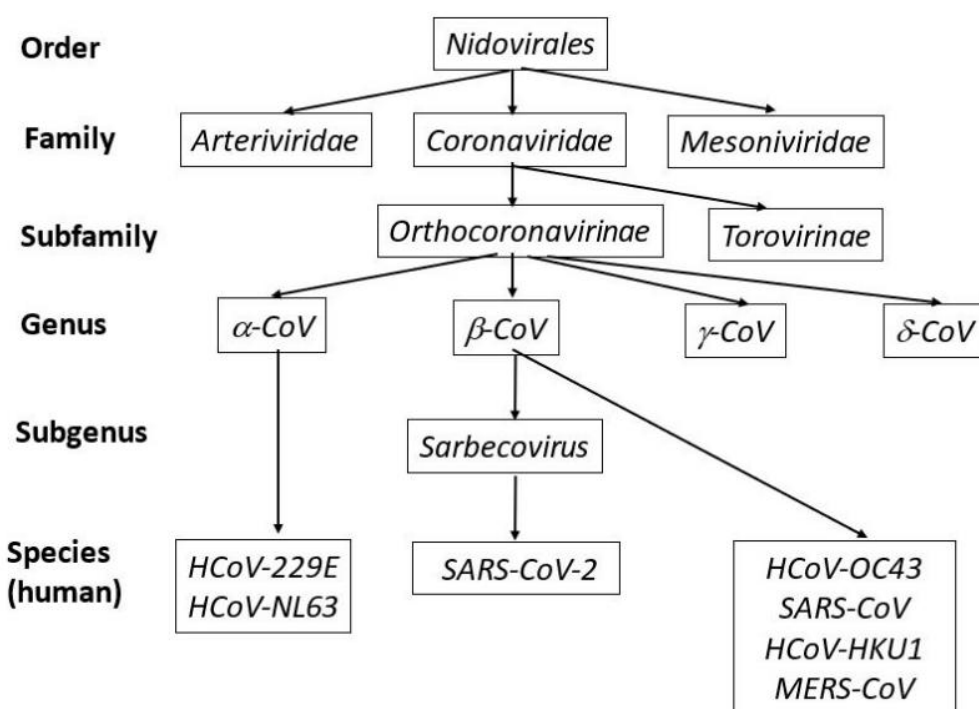 Order
Nidovirales
Family
Arteriviridae
Coronaviridae
Mesoniviridae
Subfamily
Orthocoronavirinae
Torovirinae
Genus
α-CoV
β-CoV
γ-CoV
δ-CoV
Subgenus
Sarbecovirus
Species
(human)
HCoV-229E
HCoV-NL63
SARS-CoV-2
HCoV-OC43
SARS-CoV
HCoV-HKU1
MERS-CoV